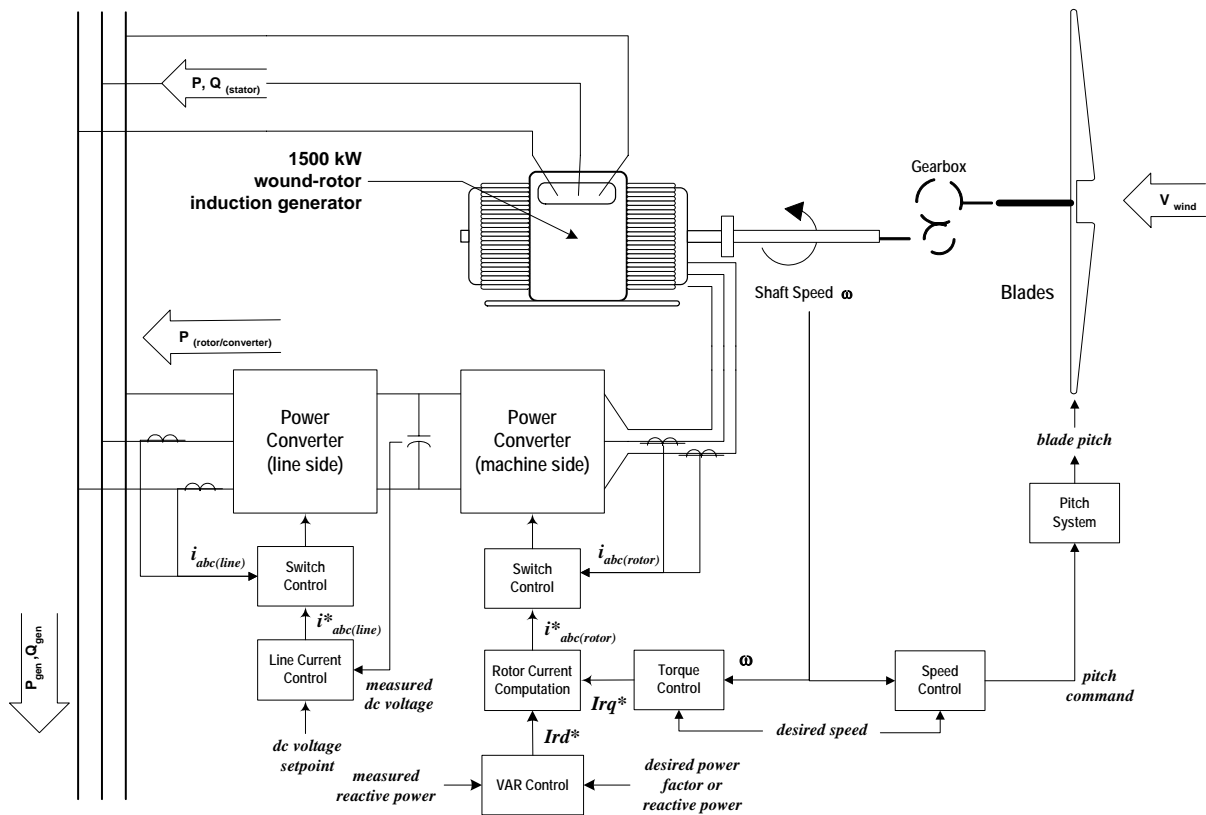 P, Q (stator)
1500 kW
wound-rotor
induction generator
Gearbox
V wind
Shaft Speed ω
Blades
P (rotor/converter)
Power
Converter
(line side)
Power
Converter
(machine side)
blade pitch
Pitch
System
i abc(line)
Switch
Control
Switch
Control
i abc(rotor)
i* abc(line)
i* abc(rotor)
P gen ,Q gen
Line Current
Control
measured
dc voltage
Rotor Current
Computation
Irq*
Torque
Control
ω
Speed
Control
pitch
command
Ird*
desired speed
dc voltage
setpoint
measured
reactive power
VAR Control
desired power
factor or
reactive power